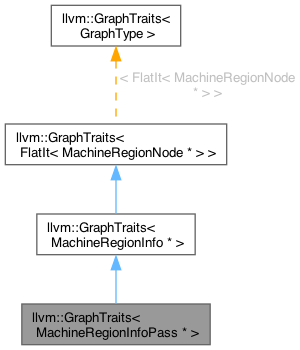 llvm::GraphTraits<
GraphType >
< FlatIt< MachineRegionNode
* > >
llvm::GraphTraits<
FlatIt< MachineRegionNode * > >
llvm::GraphTraits<
MachineRegionInfo * >
llvm::GraphTraits<
MachineRegionInfoPass * >